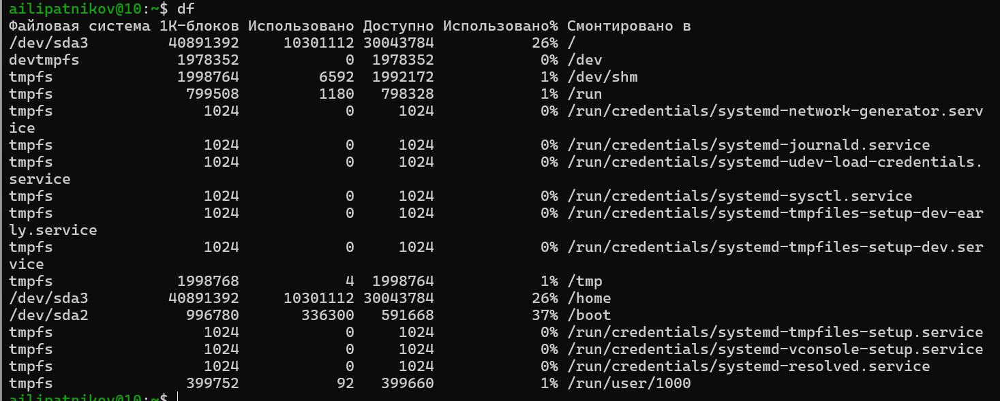 ailipatnikov@10:~$ df
Файловая система 1K-блоков Использовано Доступно Использовано% Смонтировано в
/dev/sda3         40891392     10301112 30043784           26% /
devtmpfs           1978352            0  1978352            0% /dev
tmpfs              1998764         6592  1992172            1% /dev/shm
tmpfs               799508         1180   798328            1% /run
tmpfs                 1024            0     1024            0% /run/credentials/systemd-network-generator.serv
ice
tmpfs                 1024            0     1024            0% /run/credentials/systemd-journald.service
tmpfs                 1024            0     1024            0% /run/credentials/systemd-udev-load-credentials.
service
tmpfs                 1024            0     1024            0% /run/credentials/systemd-sysctl.service
tmpfs                 1024            0     1024            0% /run/credentials/systemd-tmpfiles-setup-dev-ear
ly.service
tmpfs                 1024            0     1024            0% /run/credentials/systemd-tmpfiles-setup-dev.ser
vice
tmpfs              1998768            4  1998764            1% /tmp
/dev/sda3         40891392     10301112 30043784           26% /home
/dev/sda2           996780       336300   591668           37% /boot
tmpfs                 1024            0     1024            0% /run/credentials/systemd-tmpfiles-setup.service
tmpfs                 1024            0     1024            0% /run/credentials/systemd-vconsole-setup.service
tmpfs                 1024            0     1024            0% /run/credentials/systemd-resolved.service
tmpfs               399752           92   399660            1% /run/user/1000
ailipatnikov@10:~$